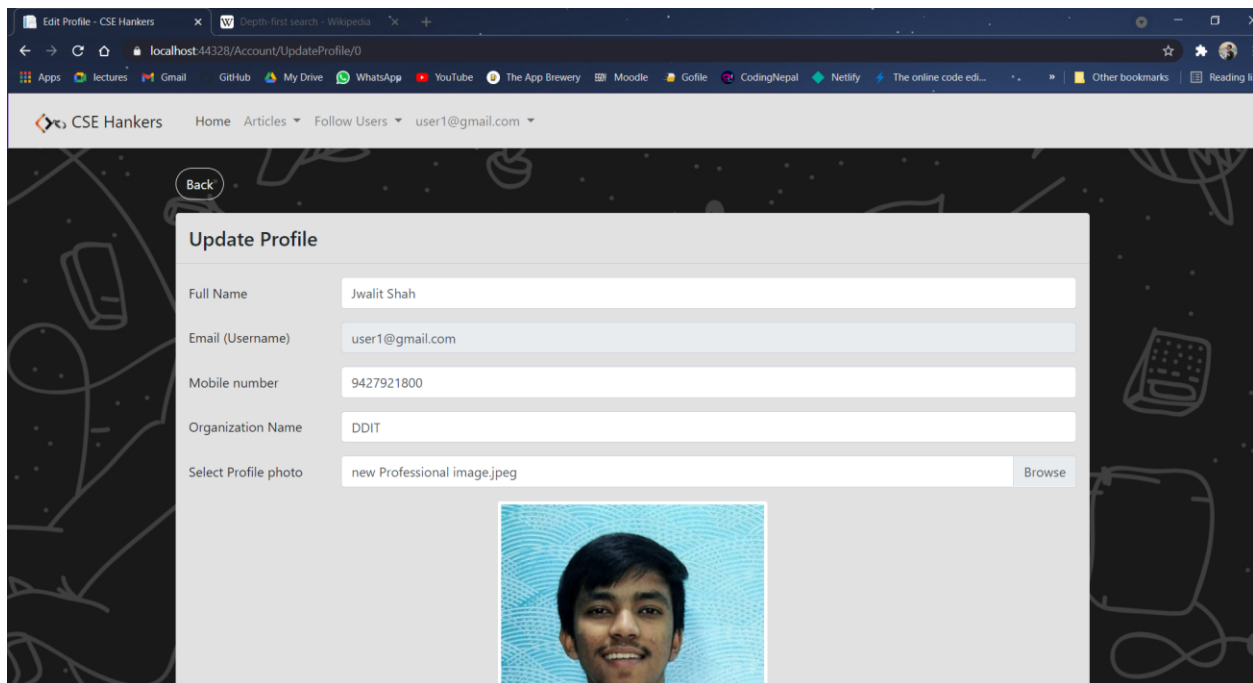 Edit Profile - CSE Hankers W Depth-first search - Wikipedia
localhost:44328/Account/UpdateProfile/0
Apps lectures Gmail GitHub My Drive WhatsApp YouTube The App Brewery Moodle Gofile CodingNepal Netlify The online code edi... » Other bookmarks Reading li
CSE Hankers Home Articles Follow Users user1@gmail.com
Back
Update Profile
Full Name Jwalit Shah
Email (Username) user1@gmail.com
Mobile number 9427921800
Organization Name DDIT
Select Profile photo new Professional image.jpeg Browse